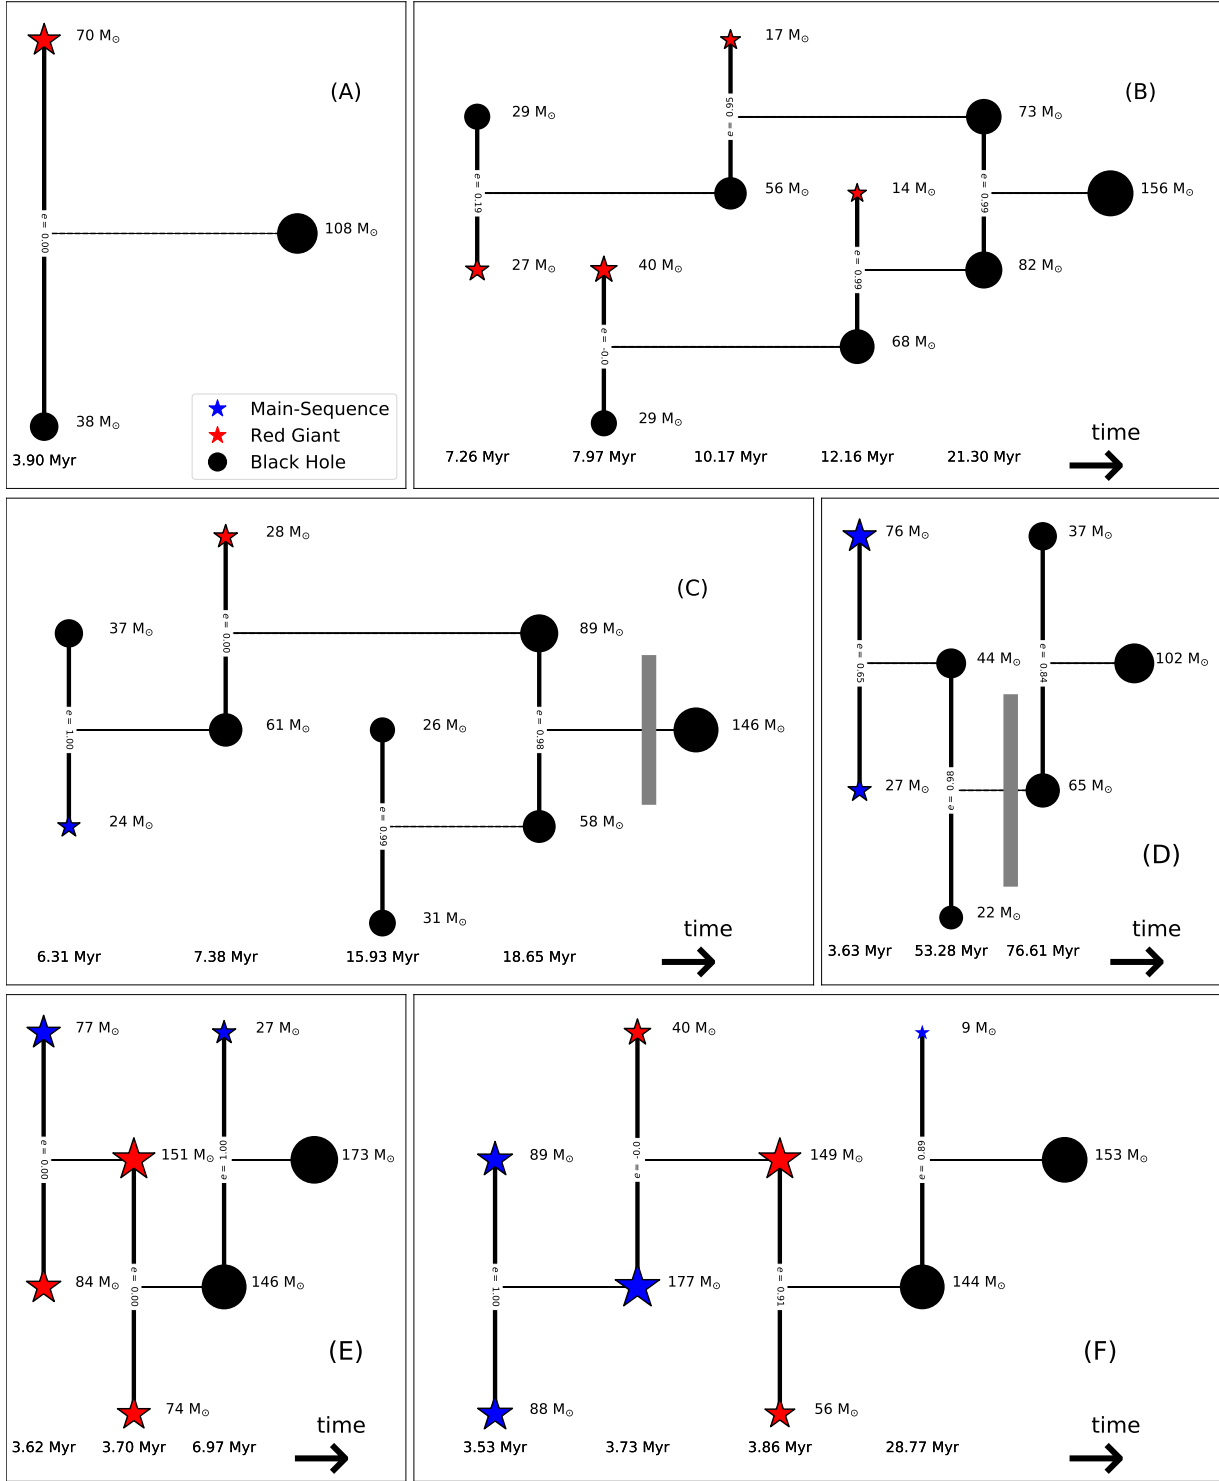 70 M⊙
(A)
e = 0.00
108 M⊙
38 M⊙
3.90 Myr
Main-Sequence
Red Giant
Black Hole
17 M⊙
(B)
29 M⊙
e = 0.95
73 M⊙
e = 0.19
56 M⊙
14 M⊙
e = 0.99
156 M⊙
27 M⊙
40 M⊙
e = 0.99
82 M⊙
e = -0.0
68 M⊙
29 M⊙
time
7.26 Myr
7.97 Myr
10.17 Myr
12.16 Myr
21.30 Myr
28 M⊙
(C)
37 M⊙
e = 0.00
89 M⊙
e = 1.00
61 M⊙
26 M⊙
e = 0.98
146 M⊙
24 M⊙
e = 0.99
58 M⊙
31 M⊙
time
6.31 Myr
7.38 Myr
15.93 Myr
18.65 Myr
76 M⊙
37 M⊙
e = 0.65
44 M⊙
e = 0.84
102 M⊙
27 M⊙
e = 0.98
65 M⊙
(D)
22 M⊙
3.63 Myr
53.28 Myr
76.61 Myr
time
77 M⊙
27 M⊙
e = 0.00
151 M⊙
e = 1.00
173 M⊙
84 M⊙
e = 0.00
146 M⊙
(E)
74 M⊙
time
3.62 Myr
3.70 Myr
6.97 Myr
40 M⊙
9 M⊙
89 M⊙
e = -0.0
149 M⊙
e = 0.89
153 M⊙
e = 1.00
177 M⊙
e = 0.91
144 M⊙
(F)
88 M⊙
56 M⊙
time
3.53 Myr
3.73 Myr
3.86 Myr
28.77 Myr